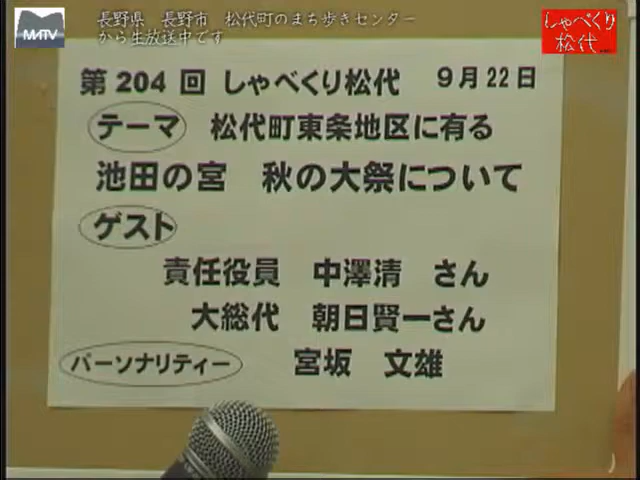 MATV
長野県 長野市 松代町のまち歩きセンター
から生放送中です
しゃべくり
松代
第204回 しゃべくり松代 9月22日
テーマ 松代町東条地区に有る
池田の宮 秋の大祭について
ゲスト
責任役員 中澤清 さん
大総代 朝日賢一さん
パーソナリティー 宮坂 文雄